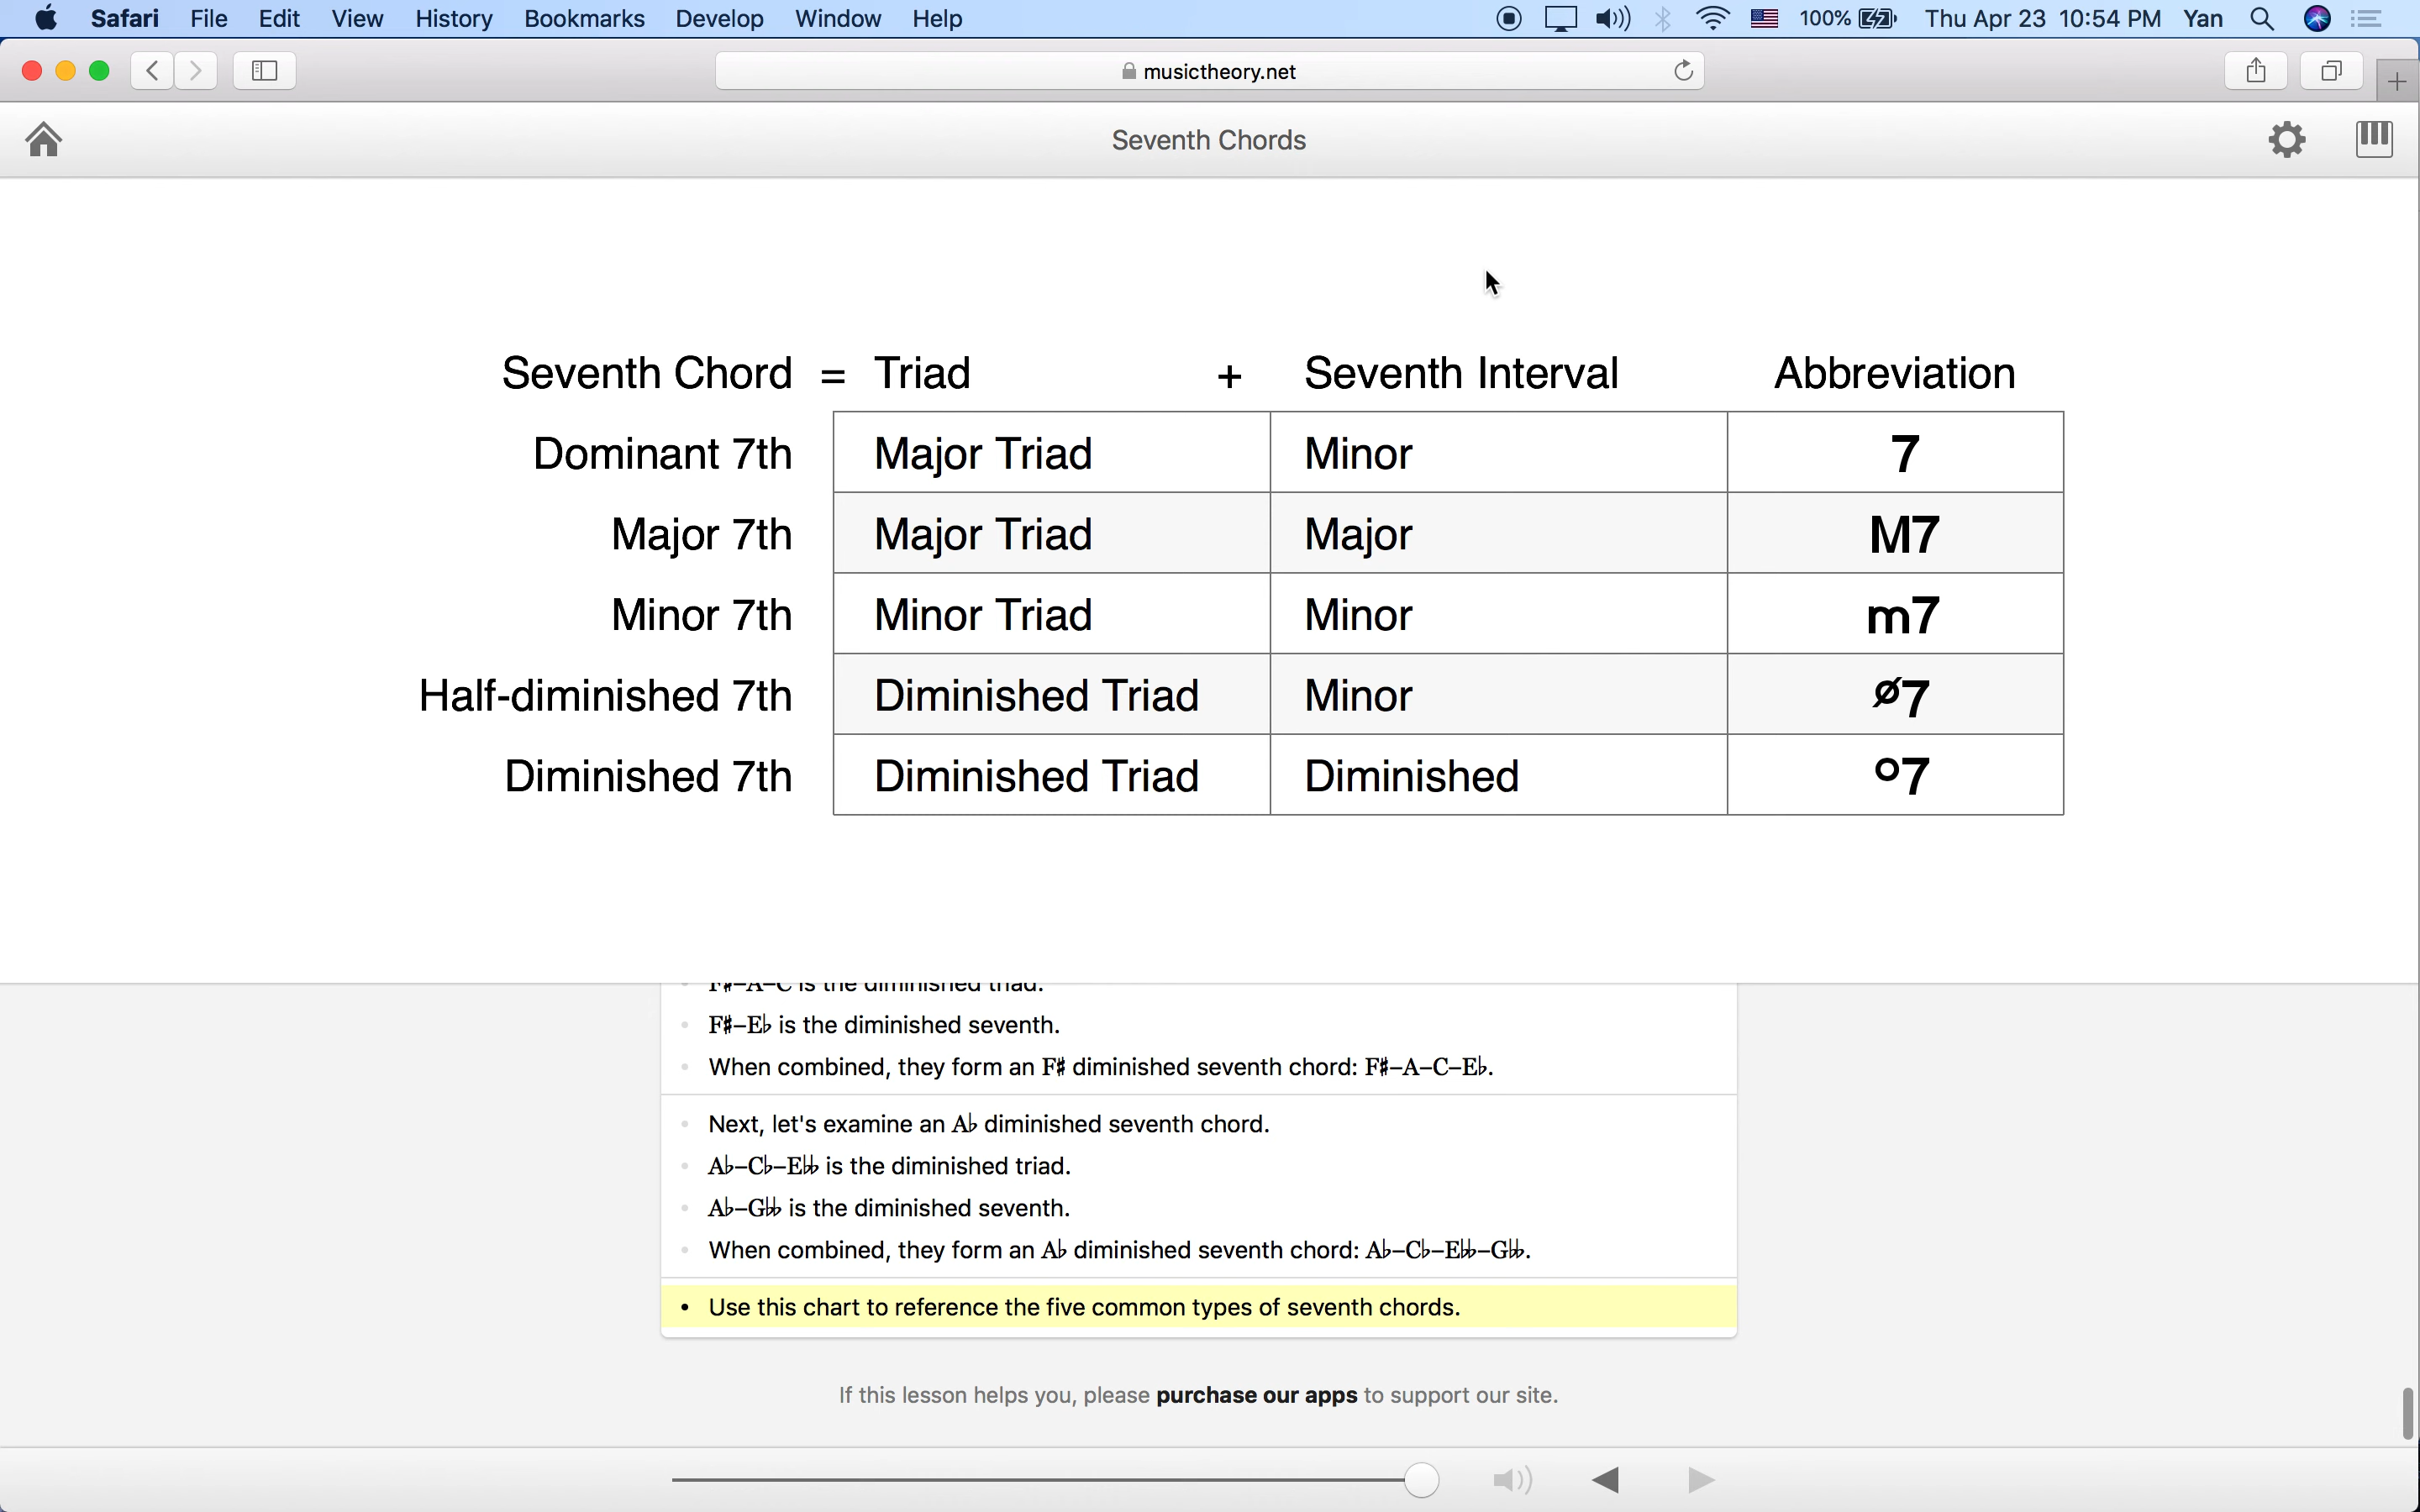 Safari File Edit View History Bookmarks Develop Window Help 100% Thu Apr 23 10:54 PM Yan
musictheory.net
Seventh Chords
Seventh Chord = Triad + Seventh Interval Abbreviation
Dominant 7th Major Triad Minor 7
Major 7th Major Triad Major M7
Minor 7th Minor Triad Minor m7
Half-diminished 7th Diminished Triad Minor ø7
Diminished 7th Diminished Triad Diminished o7
F♯–A–C is the diminished triad.
F♯–E♭ is the diminished seventh.
When combined, they form an F♯ diminished seventh chord: F♯–A–C–E♭.
Next, let's examine an A♭ diminished seventh chord.
A♭–C♭–E𝄫 is the diminished triad.
A♭–G𝄫 is the diminished seventh.
When combined, they form an A♭ diminished seventh chord: A♭–C♭–E𝄫–G𝄫.
• Use this chart to reference the five common types of seventh chords.
If this lesson helps you, please purchase our apps to support our site.